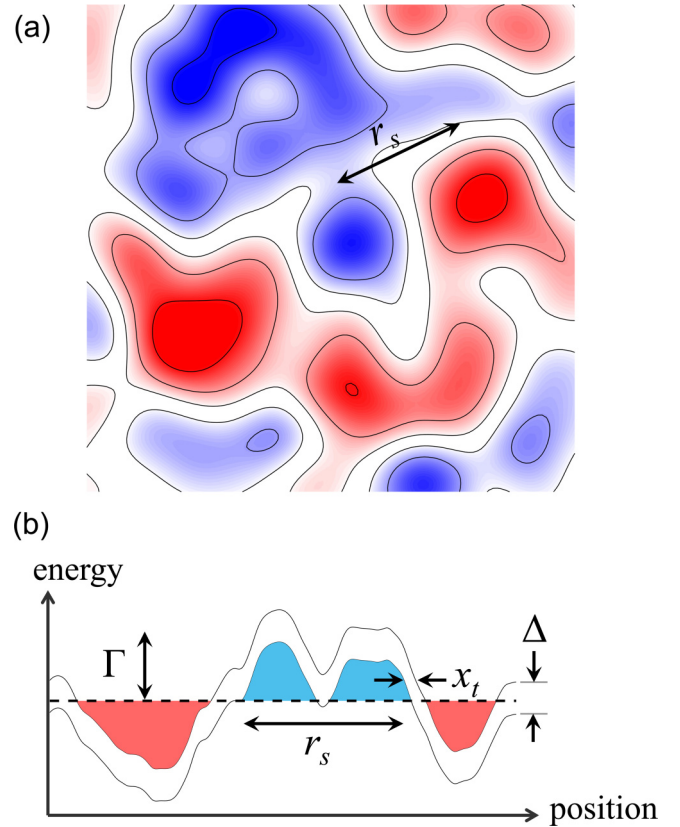 (a)
r_s
(b)
energy
Γ
Δ
x_t
r_s
position